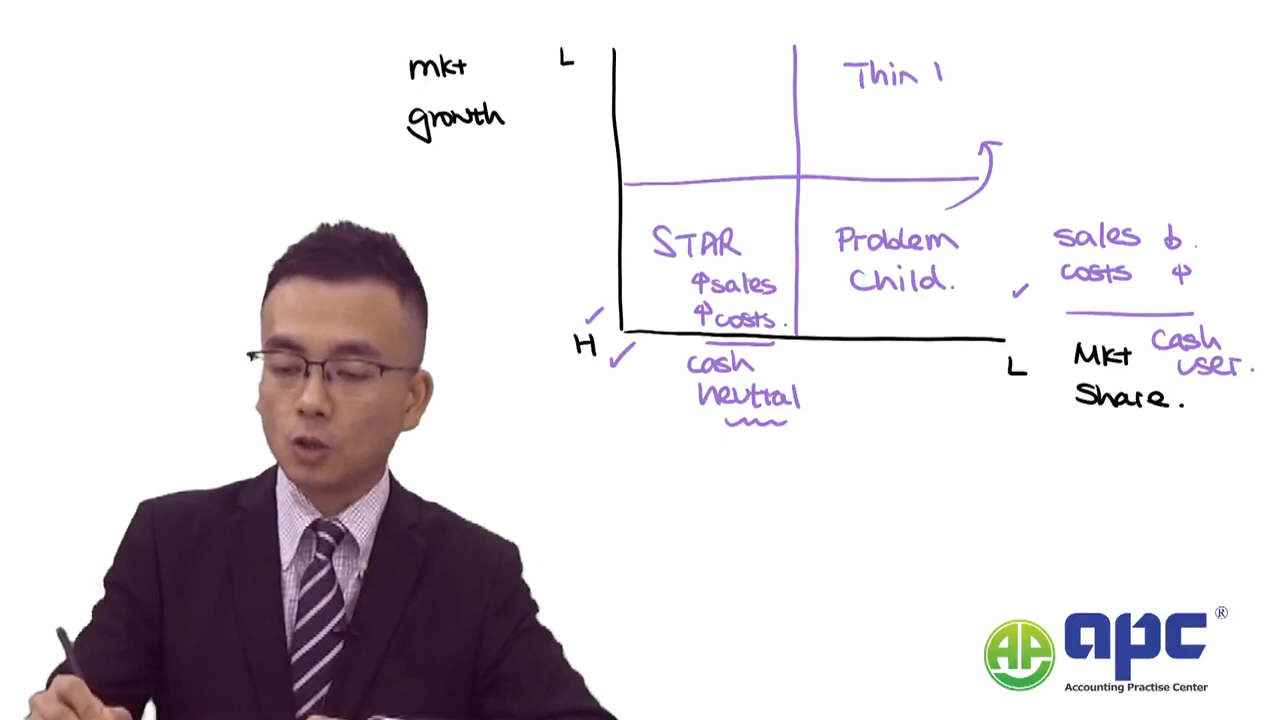 mkt
growth
L
Thin
STAR
↑sales
↑costs.
cash
neutral
Problem
Child.
sales ↓.
costs ↑
cash
user.
H
L
Mkt
Share.
AP
apc®
Accounting Practise Center